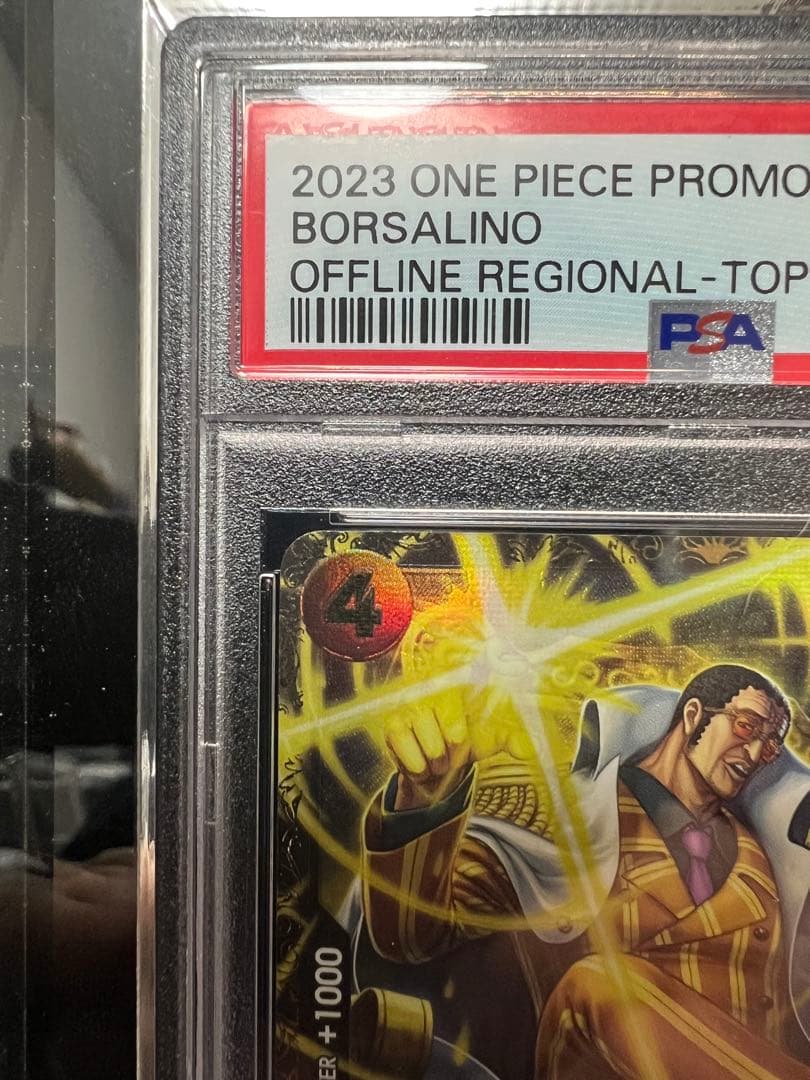 2023 ONE PIECE PROMO
BORSALINO
OFFLINE REGIONAL-TOP
PSA
4
+1000